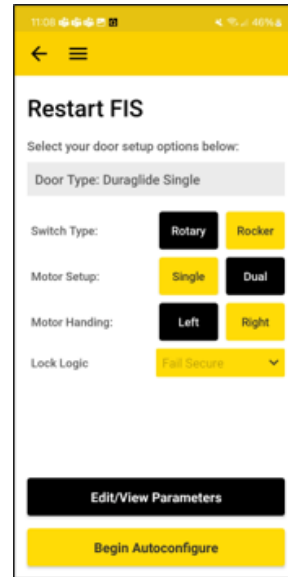 11:08 46%
Restart FIS
Select your door setup options below:
Door Type: Duraglide Single
Switch Type: Rotary Rocker
Motor Setup: Single Dual
Motor Handing: Left Right
Lock Logic Fail Secure
Edit/View Parameters
Begin Autoconfigure